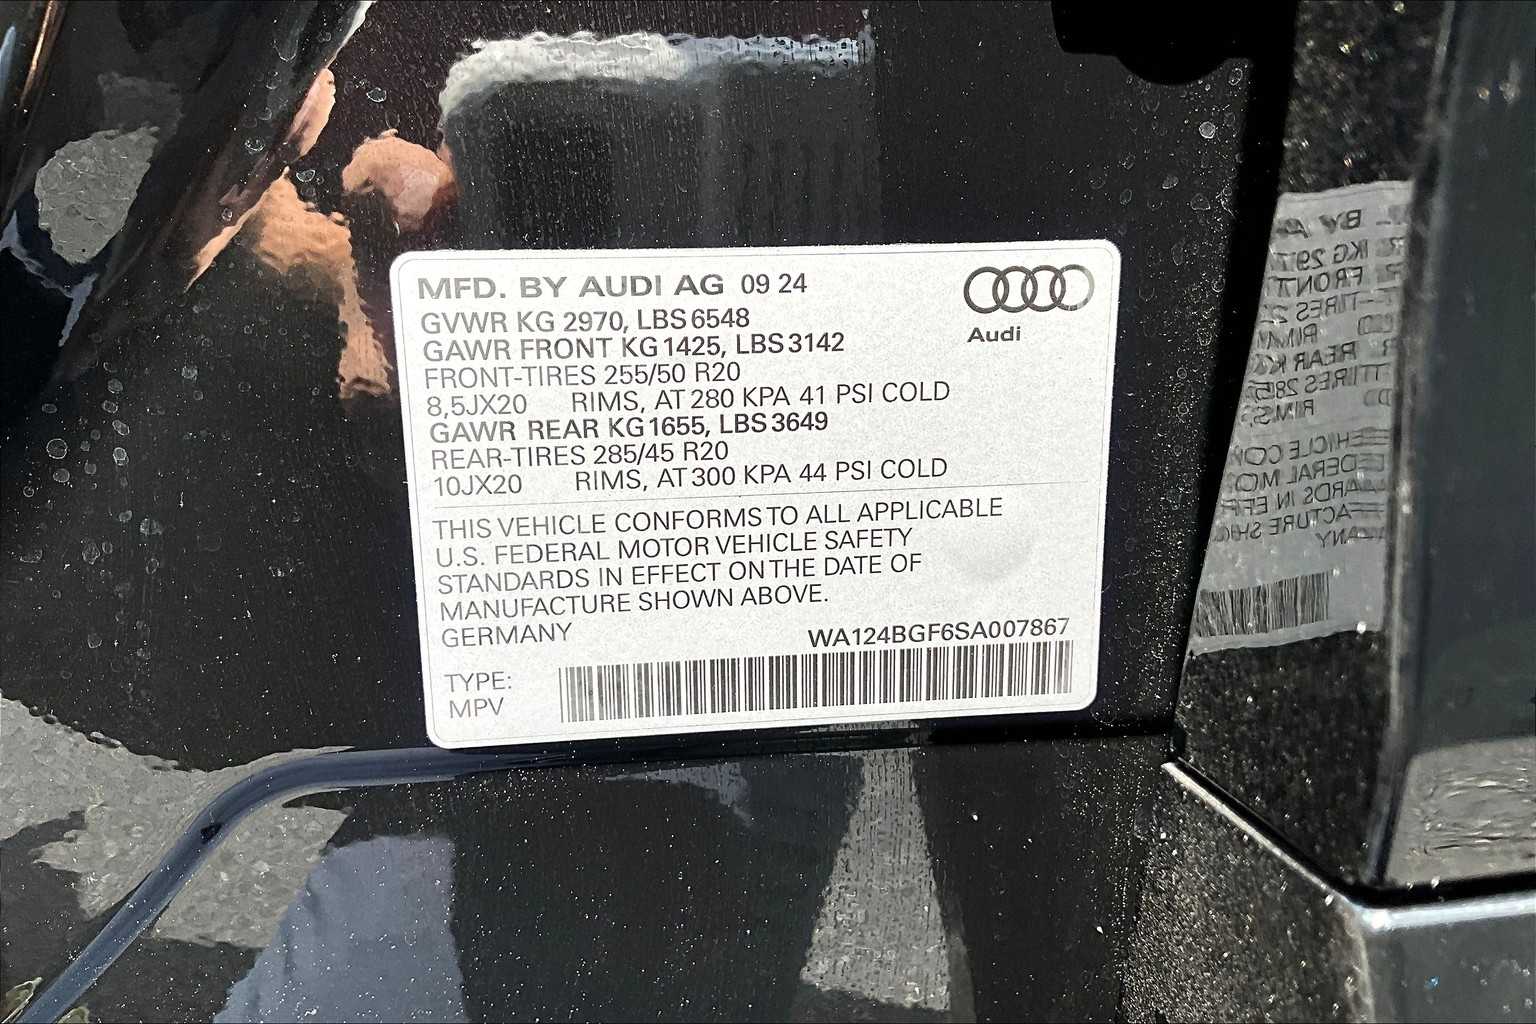 MFD. BY AUDI AG 09 24
Audi
GVWR KG 2970, LBS 6548
GAWR FRONT KG 1425, LBS 3142
FRONT-TIRES 255/50 R20
8,5JX20 RIMS, AT 280 KPA 41 PSI COLD
GAWR REAR KG 1655, LBS 3649
REAR-TIRES 285/45 R20
10JX20 RIMS, AT 300 KPA 44 PSI COLD
THIS VEHICLE CONFORMS TO ALL APPLICABLE
U.S. FEDERAL MOTOR VEHICLE SAFETY
STANDARDS IN EFFECT ON THE DATE OF
MANUFACTURE SHOWN ABOVE.
GERMANY
WA124BGF6SA007867
TYPE:
MPV